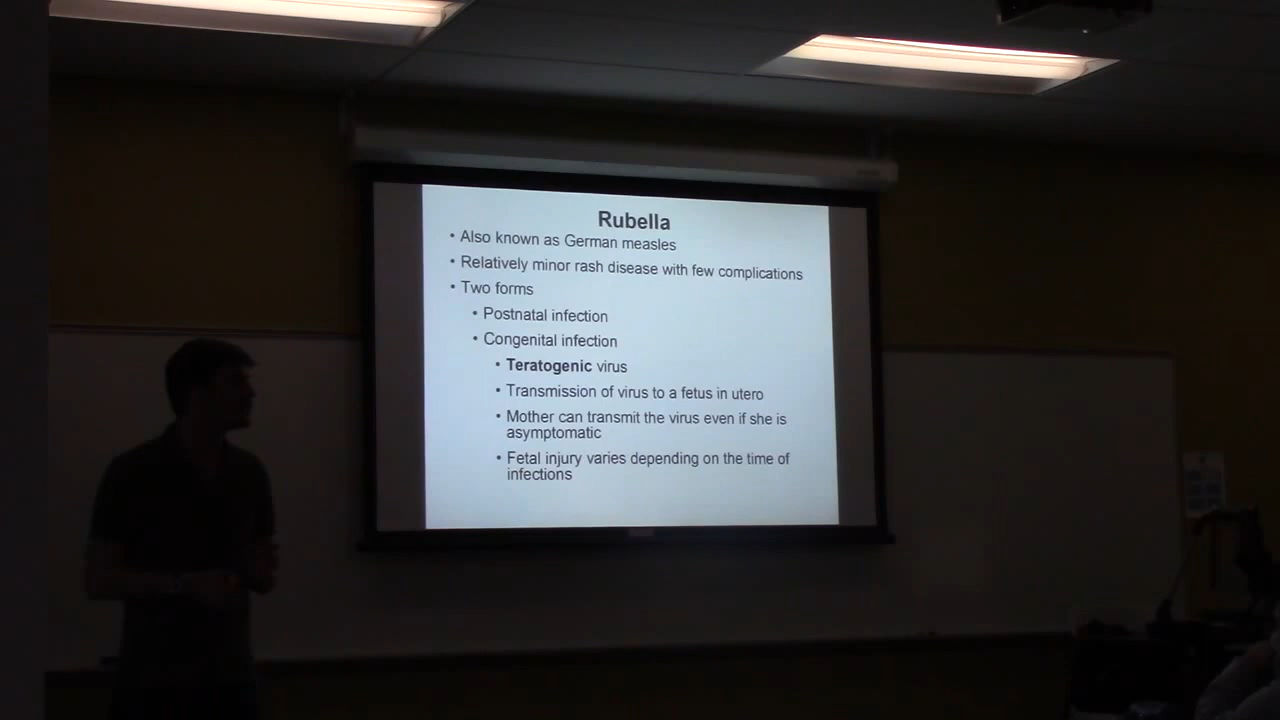 Rubella
• Also known as German measles
• Relatively minor rash disease with few complications
• Two forms
• Postnatal infection
• Congenital infection
• Teratogenic virus
• Transmission of virus to a fetus in utero
• Mother can transmit the virus even if she is
asymptomatic
• Fetal injury varies depending on the time of
infections